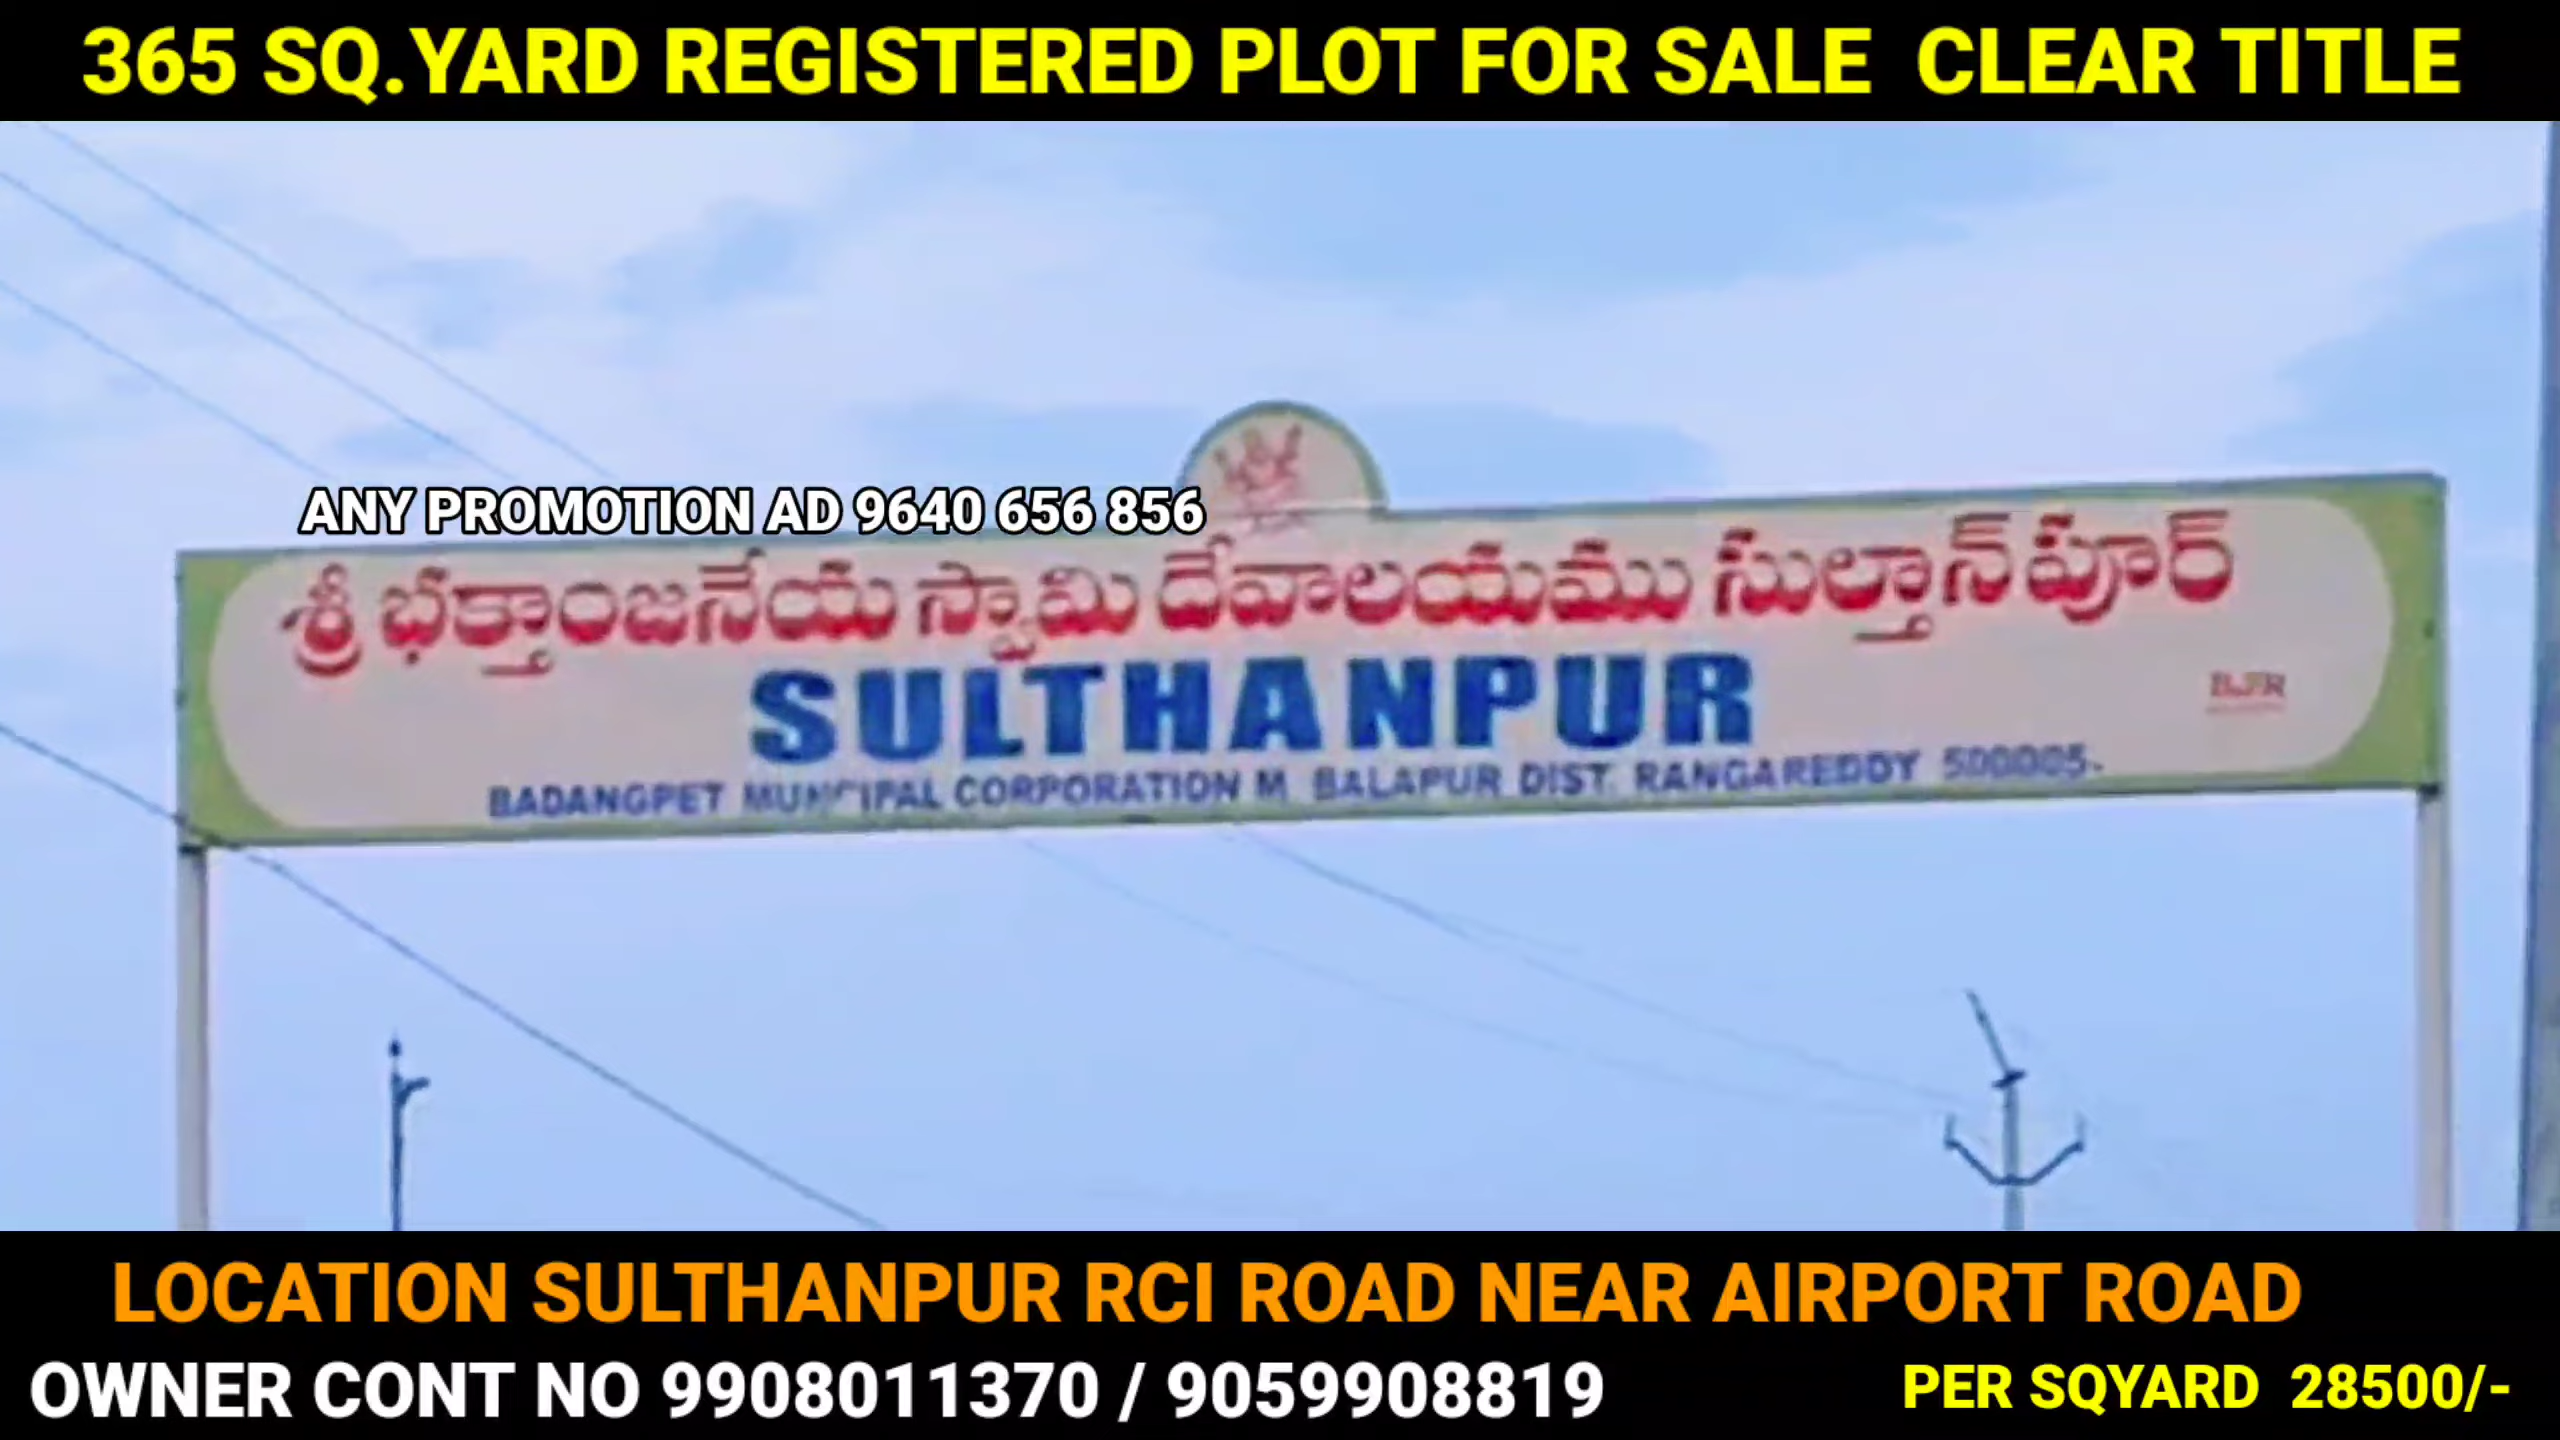 365 SQ.YARD REGISTERED PLOT FOR SALE CLEAR TITLE
ANY PROMOTION AD 9640 656 856
శ్రీ భక్తాంజనేయ స్వామి దేవాలయము సుల్తాన్ పూర్
SULTHANPUR
BADANGPET MUNCIPAL CORPORATION M. BALAPUR DIST. RANGAREDDY 500005-
LOCATION SULTHANPUR RCI ROAD NEAR AIRPORT ROAD
OWNER CONT NO 9908011370 / 9059908819
PER SQYARD 28500/-